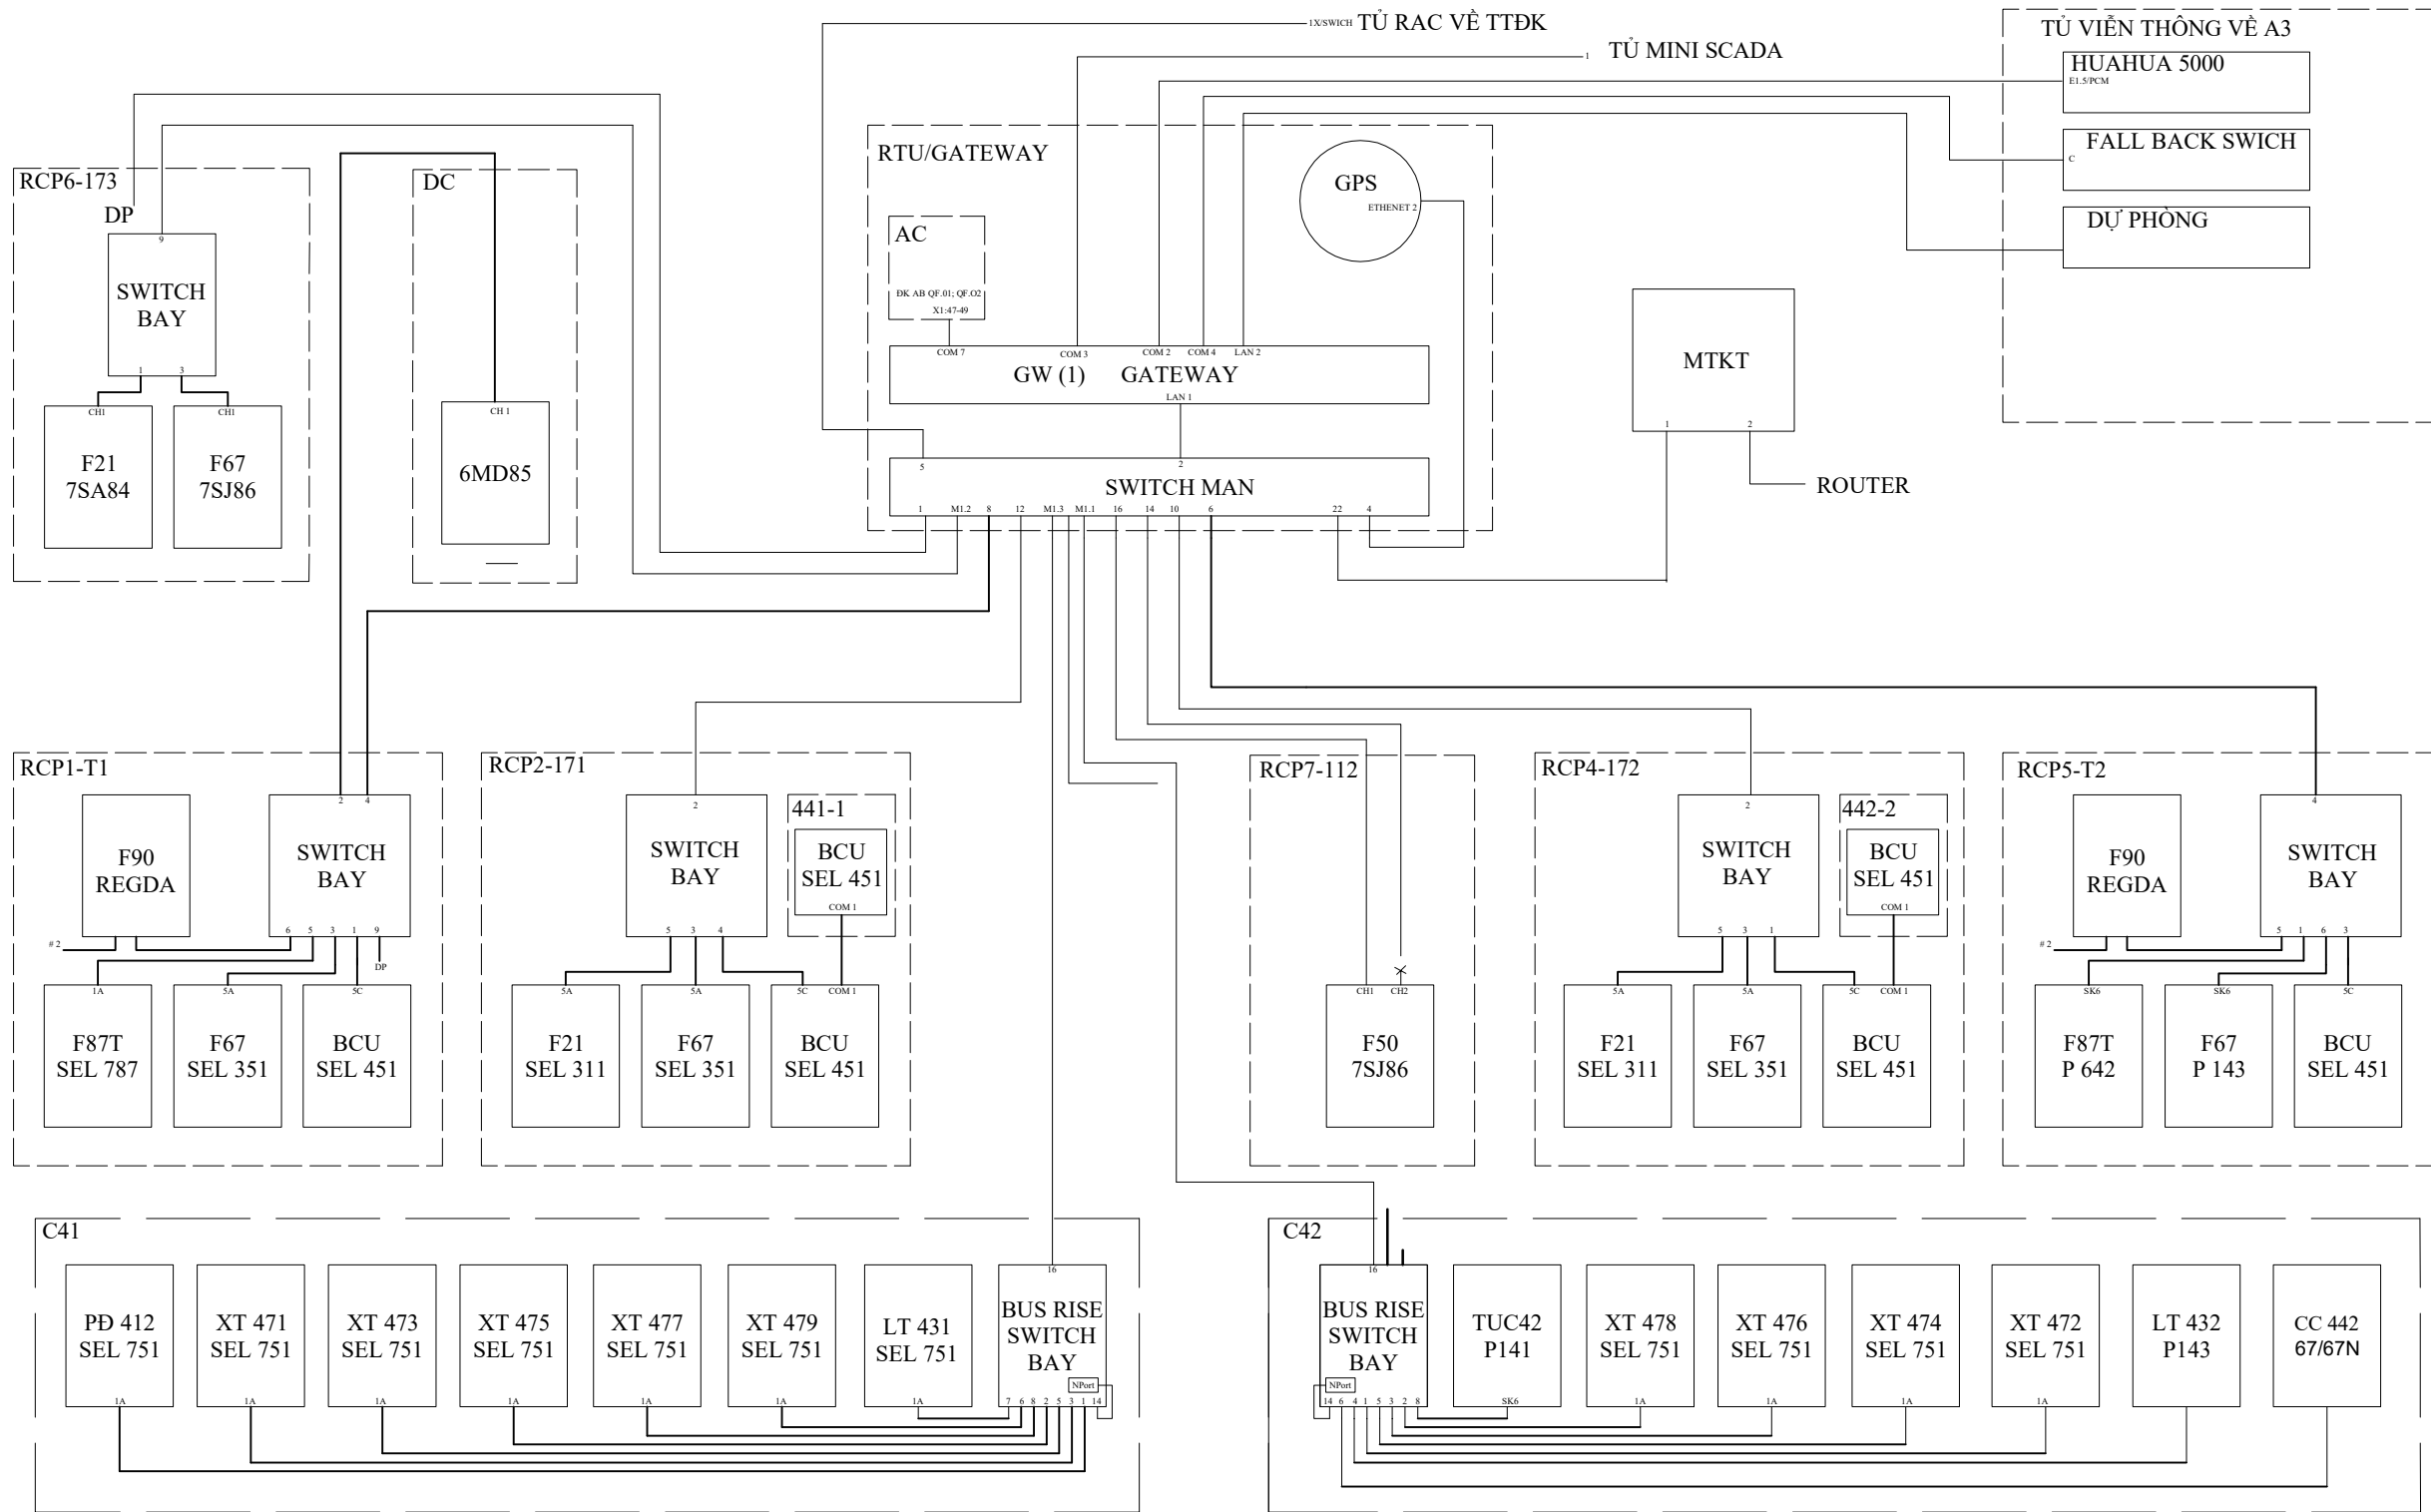 1X/SWICH TỦ RAC VỀ TTĐK
1 TỦ MINI SCADA
TỦ VIỄN THÔNG VỀ A3
HUAHUA 5000
E1.5/PCM
FALL BACK SWICH
C
DỰ PHÒNG
RCP6-173
DP
9
SWITCH
BAY
1 3
CH1 CH1
F21
7SA84
F67
7SJ86
DC
CH 1
6MD85
RTU/GATEWAY
GPS
ETHENET 2
AC
ĐK AB QF.01; QF.O2
X1:47-49
COM 7 COM 3 COM 2 COM 4 LAN 2
GW (1) GATEWAY
LAN 1
5 2
SWITCH MAN
1 M1.2 8 12 M1.3 M1.1 16 14 10 6 22 4
MTKT
1 2
ROUTER
RCP1-T1
F90
REGDA
2 4
SWITCH
BAY
6 5 3 1 9
# 2
DP
1A 5A 5C
F87T
SEL 787
F67
SEL 351
BCU
SEL 451
RCP2-171
2
SWITCH
BAY
5 3 4
441-1
BCU
SEL 451
COM 1
5A 5A 5C COM 1
F21
SEL 311
F67
SEL 351
BCU
SEL 451
RCP7-112
CH1 CH2
F50
7SJ86
RCP4-172
2
SWITCH
BAY
5 3 1
442-2
BCU
SEL 451
COM 1
5A 5A 5C COM 1
F21
SEL 311
F67
SEL 351
BCU
SEL 451
RCP5-T2
F90
REGDA
4
SWITCH
BAY
5 1 6 3
# 2
SK6 SK6 5C
F87T
P 642
F67
P 143
BCU
SEL 451
C41
PĐ 412
SEL 751
1A
XT 471
SEL 751
1A
XT 473
SEL 751
1A
XT 475
SEL 751
1A
XT 477
SEL 751
1A
XT 479
SEL 751
1A
LT 431
SEL 751
1A
16
BUS RISE
SWITCH
BAY
NPort
7 6 8 2 5 3 1 14
C42
16
BUS RISE
SWITCH
BAY
NPort
14 6 4 1 5 3 2 8
TUC42
P141
SK6
XT 478
SEL 751
1A
XT 476
SEL 751
1A
XT 474
SEL 751
1A
XT 472
SEL 751
1A
LT 432
P143
CC 442
67/67N